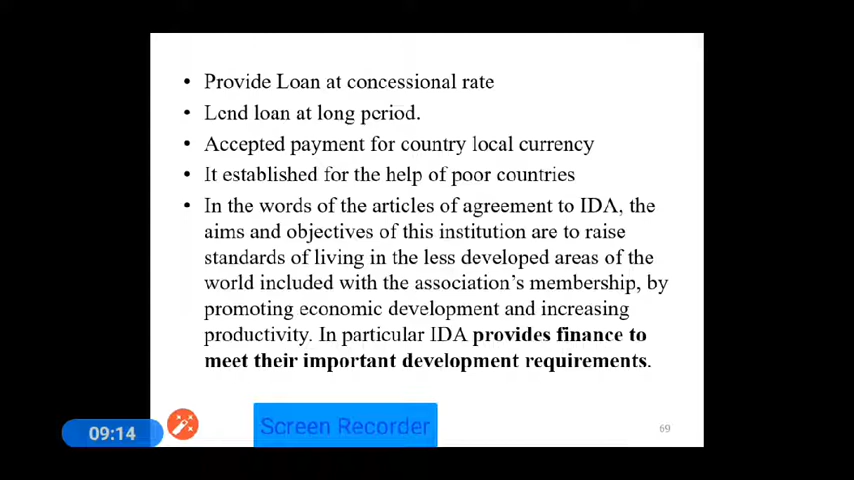 • Provide Loan at concessional rate
• Lend loan at long period.
• Accepted payment for country local currency
• It established for the help of poor countries
• In the words of the articles of agreement to IDA, the
aims and objectives of this institution are to raise
standards of living in the less developed areas of the
world included with the association's membership, by
promoting economic development and increasing
productivity. In particular IDA provides finance to
meet their important development requirements.
Screen Recorder
09:14
69